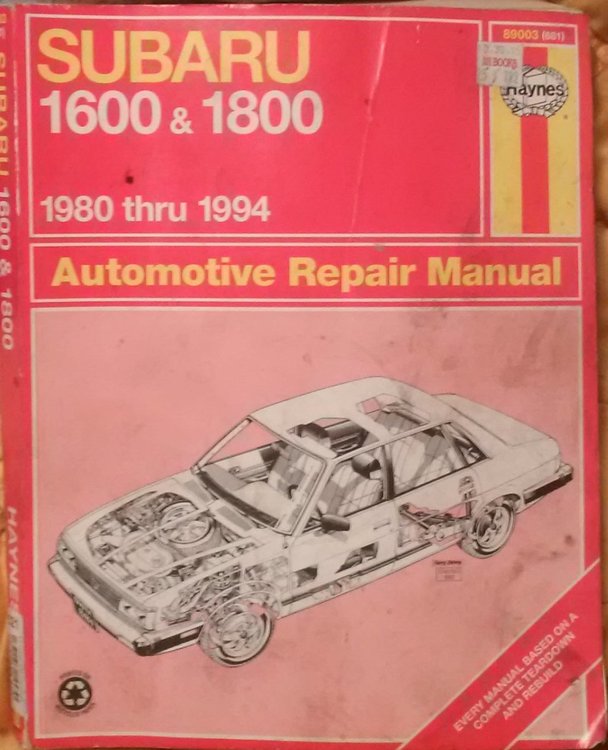 SUBARU
1600 & 1800
1980 thru 1994
89003 (681)
BOOKS
Haynes
Automotive Repair Manual
EVERY MANUAL BASED ON A
COMPLETE TEARDOWN
AND REBUILD
SUBARU 1600 & 1800
HAYNES